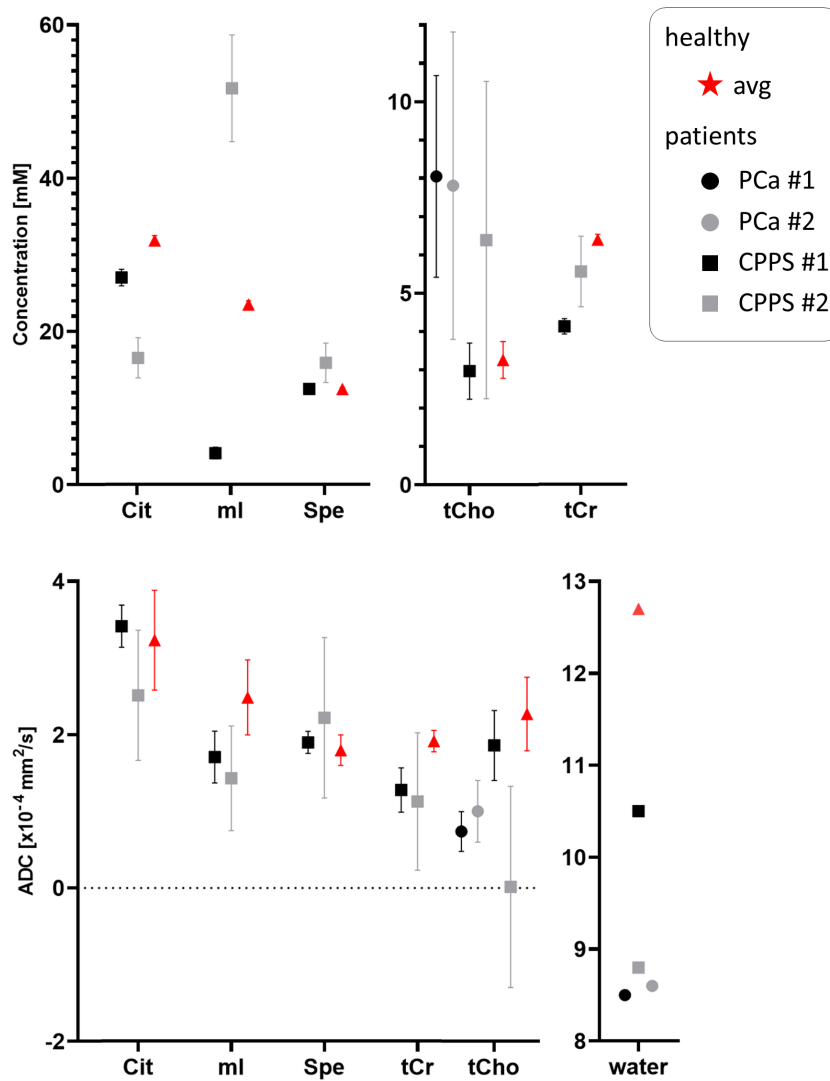 60
40
20
0
Concentration [mM]
Cit
mI
Spe
10
5
0
tCho
tCr
healthy
avg
patients
PCa #1
PCa #2
CPPS #1
CPPS #2
4
2
0
-2
ADC [x10⁻⁴ mm²/s]
Cit
mI
Spe
tCr
tCho
13
12
11
10
9
8
water